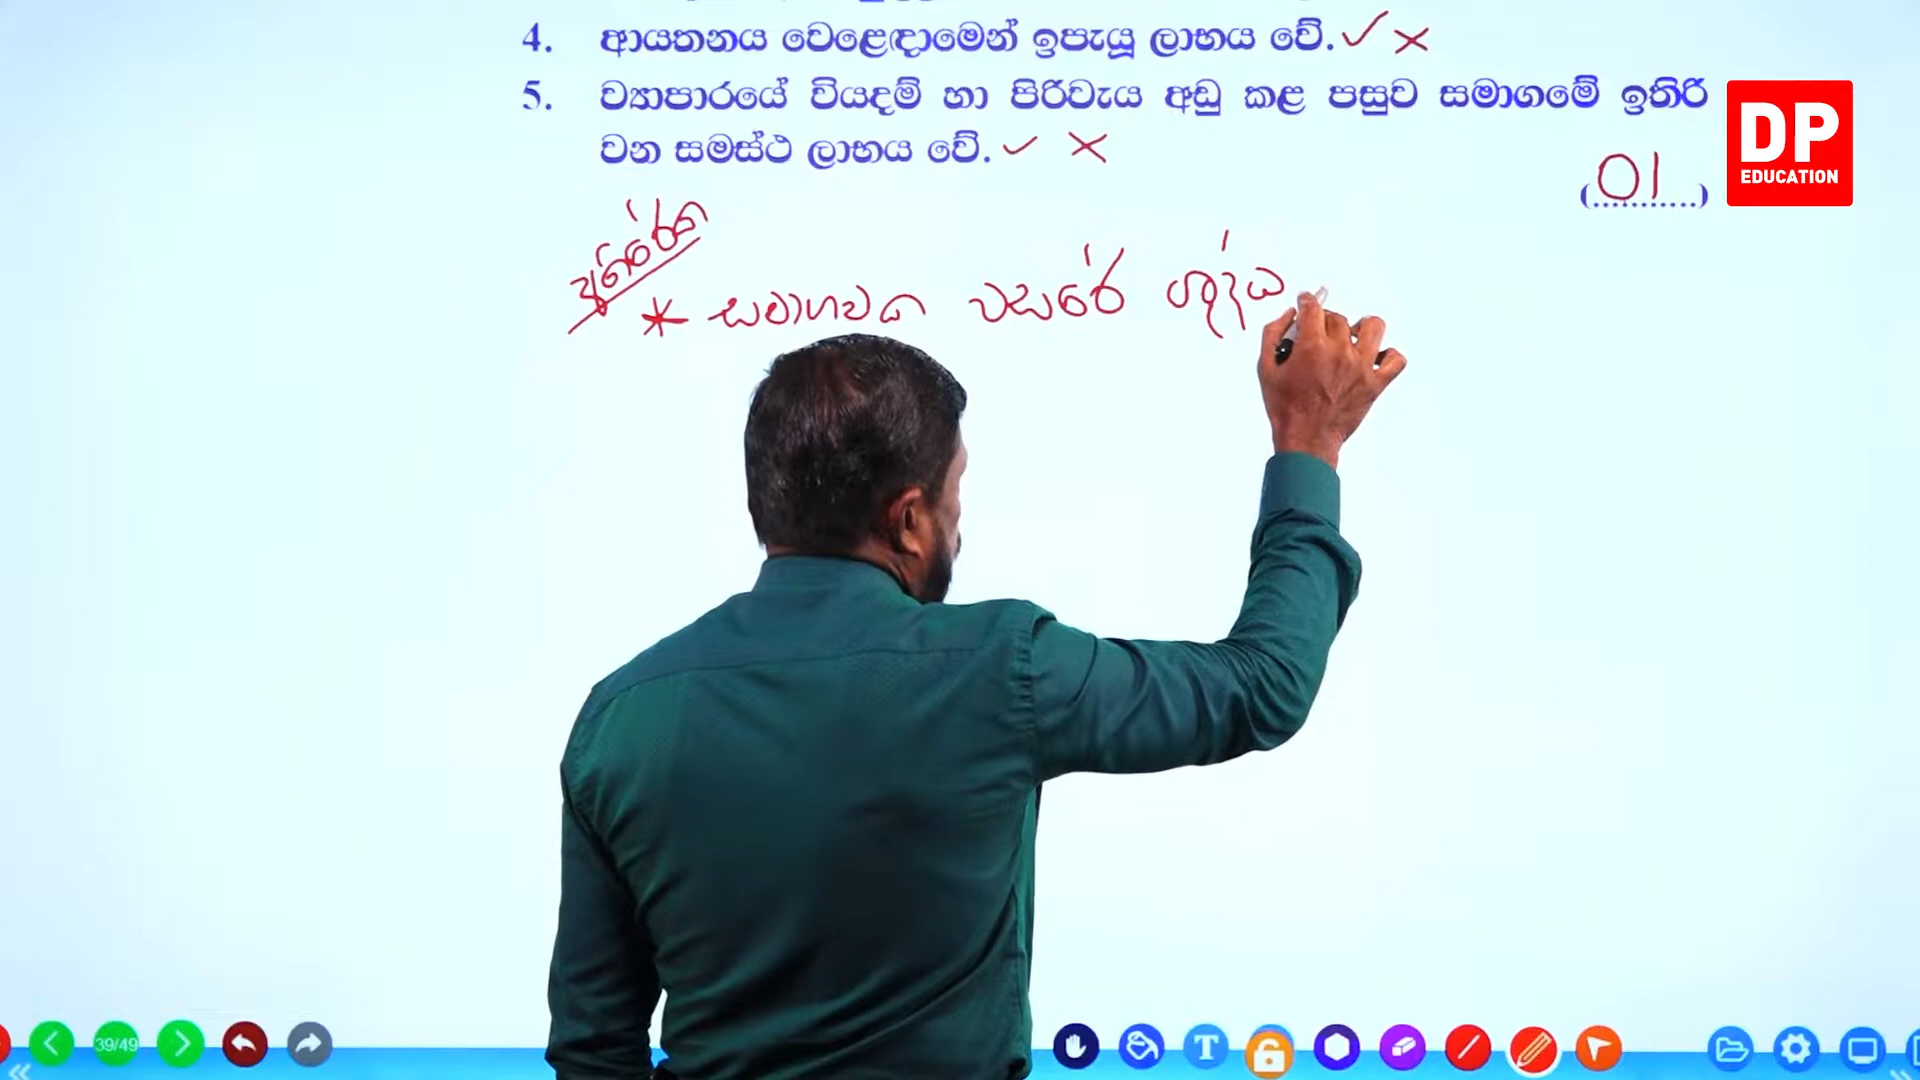 4. ආයතනය වෙළෙඳාමෙන් ඉපැයූ ලාභය වේ. ✓ ×
5. ව්‍යාපාරයේ වියදම් හා පිරිවැය අඩු කළ පසුව සමාගමේ ඉතිරි
වන සමස්ථ ලාභය වේ. ✓ ×
(01)
DP
EDUCATION
අතිරේක
* සමාගමක වසරේ ශුද්ධ
39/49
T